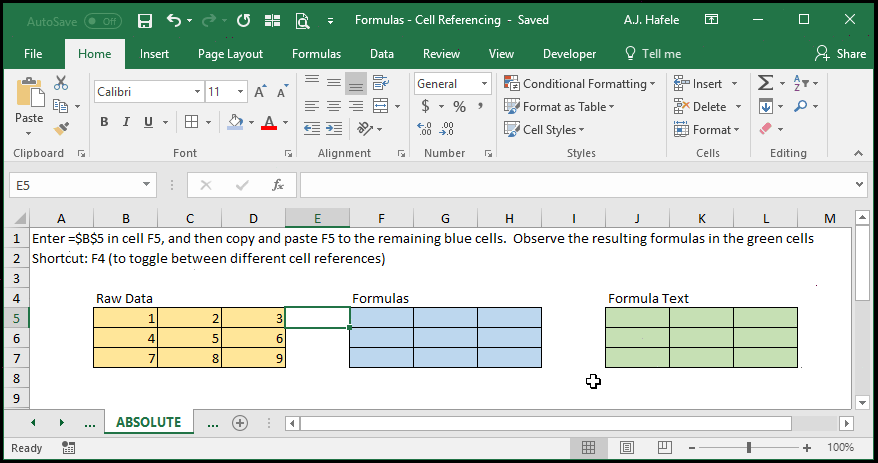 AutoSave Off Formulas - Cell Referencing - Saved A.J. Hafele
File Home Insert Page Layout Formulas Data Review View Developer Tell me Share
Paste Calibri 11 General Conditional Formatting Insert
B I U A $ % , Format as Table Delete
Cell Styles Format
Clipboard Font Alignment Number Styles Cells Editing
E5 fx
A B C D E F G H I J K L M
1 Enter =$B$5 in cell F5, and then copy and paste F5 to the remaining blue cells. Observe the resulting formulas in the green cells
2 Shortcut: F4 (to toggle between different cell references)
3
4 Raw Data Formulas Formula Text
5 1 2 3
6 4 5 6
7 7 8 9
8
9
... ABSOLUTE ...
Ready 100%